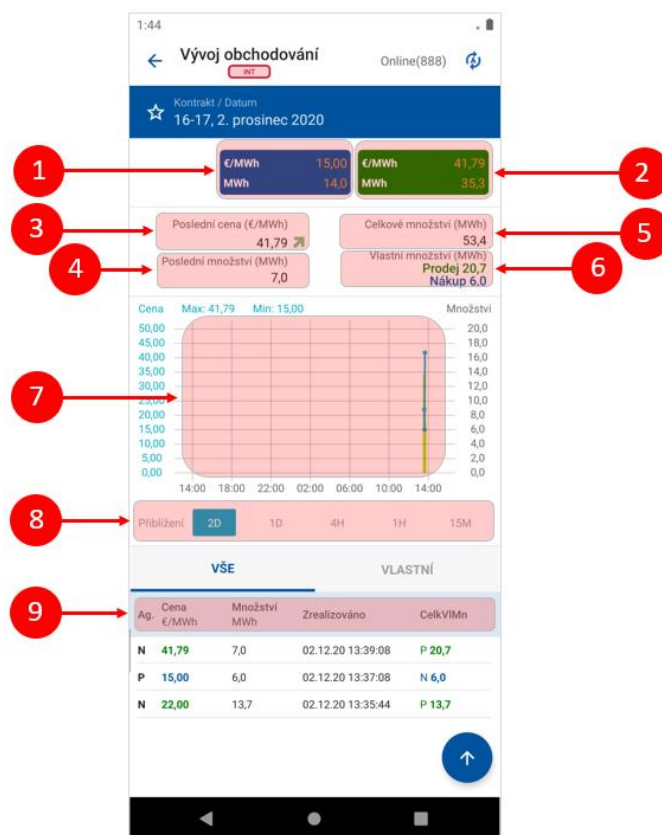 1:44
Vývoj obchodování
INT
Online(888)
Kontrakt / Datum
16-17, 2. prosinec 2020
€/MWh 15,00 €/MWh 41,79
MWh 14,0 MWh 35,3
1
2
3
Poslední cena (€/MWh) Celkové množství (MWh)
41,79 53,4
5
4
Poslední množství (MWh) Vlastní množství (MWh)
7,0 Prodej 20,7
Nákup 6.0
6
Cena Max: 41,79 Min: 15,00 Množství
50,00 20,0
45,00 18,0
40,00 16,0
35,00 14,0
30,00 12,0
25,00 10,0
20,00 8,0
15,00 6,0
10,00 4,0
5,00 2,0
0,00 0,0
14:00 18:00 22:00 02:00 06:00 10:00 14:00
7
8
Přiblížení 2D 1D 4H 1H 15M
VŠE VLASTNÍ
9
Ag. Cena €/MWh Množství MWh Zrealizováno CelkVlMn
N 41,79 7,0 02.12.20 13:39:08 P 20,7
P 15,00 6,0 02.12.20 13:37:08 N 6,0
N 22,00 13,7 02.12.20 13:35:44 P 13,7